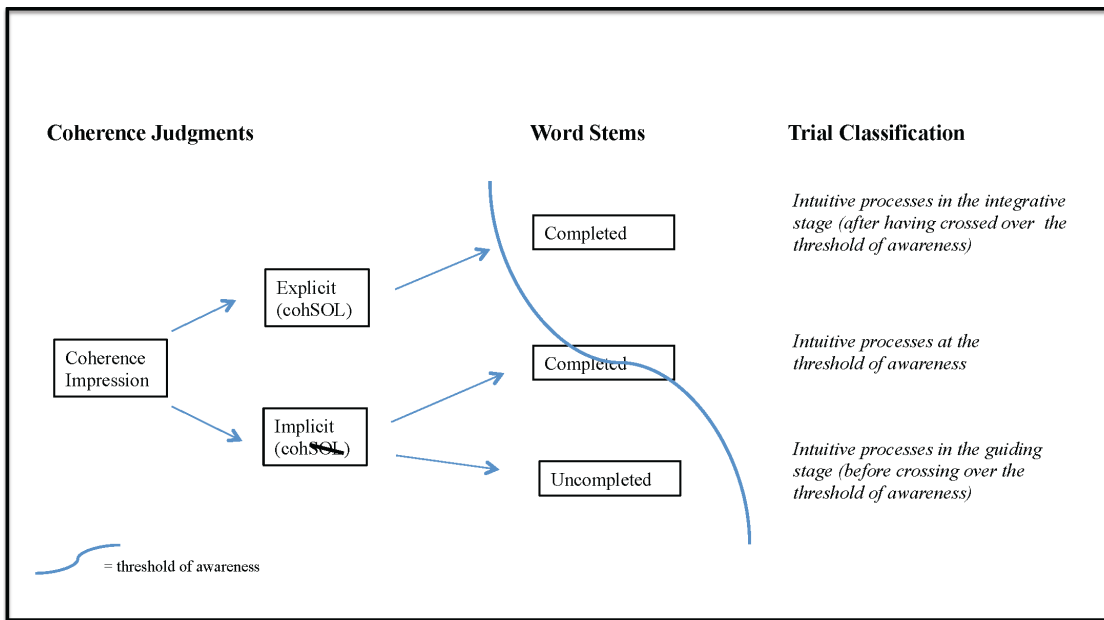 Coherence Judgments
Word Stems
Trial Classification
Intuitive processes in the integrative
stage (after having crossed over the
threshold of awareness)
Completed
Explicit
(cohSOL)
Coherence
Impression
Completed
Intuitive processes at the
threshold of awareness
Implicit
(cohSOL)
Uncompleted
Intuitive processes in the guiding
stage (before crossing over the
threshold of awareness)
= threshold of awareness